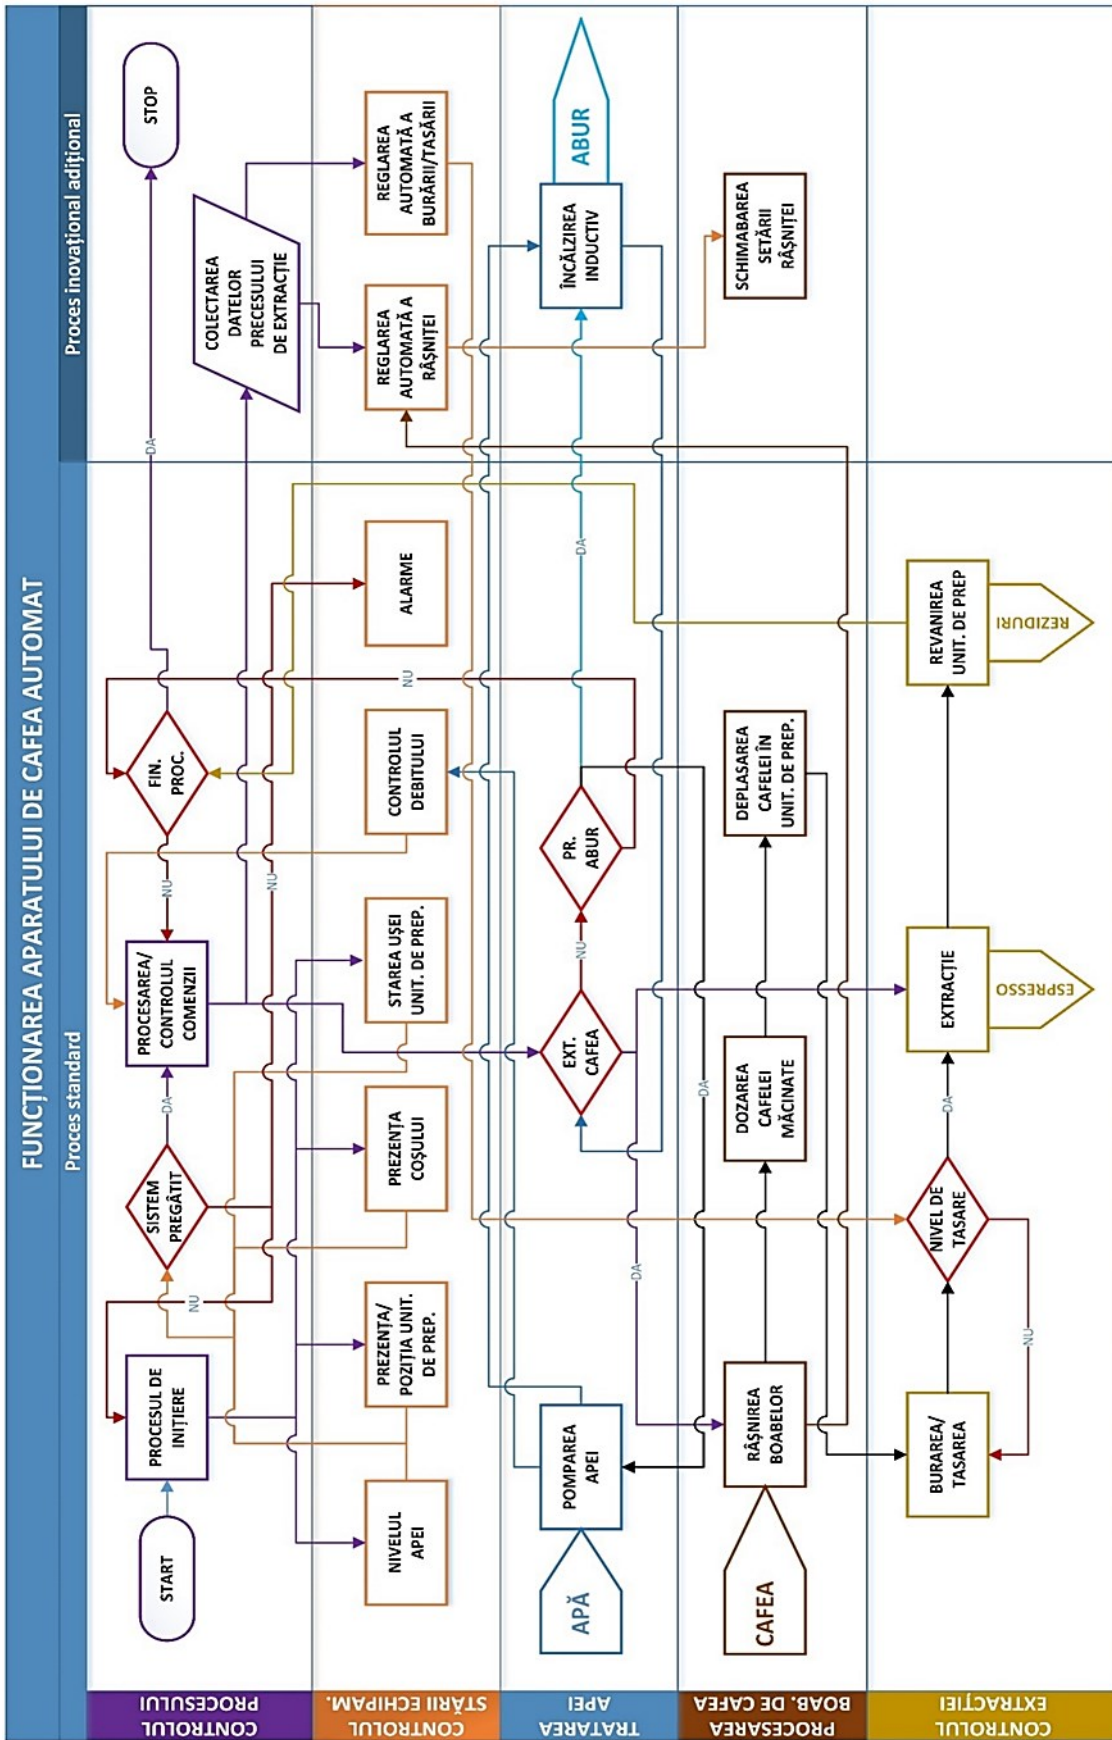 FUNCȚIONAREA APARATULUI DE CAFEA AUTOMAT
Proces standard
Proces inovațional adițional
CONTROLUL
PROCESULUI
START
PROCESUL DE
INIȚIERE
SISTEM
PREGĂTIT
NU
DA
PROCESAREA/
CONTROLUL
COMENZII
NU
FIN.
PROC.
NU
DA
COLECTAREA
DATELOR
PRECESULUI
DE EXTRACȚIE
STOP
CONTROLUL
STĂRII ECHIPAM.
NIVELUL
APEI
PREZENȚA/
POZIȚIA UNIT.
DE PREP.
PREZENȚA
COȘULUI
STAREA UȘEI
UNIT. DE PREP.
CONTROLUL
DEBITULUI
NU
ALARME
REGLAREA
AUTOMATĂ A
RÂȘNIȚEI
REGLAREA
AUTOMATĂ A
BURĂRII/TASĂRII
TRATAREA
APEI
APĂ
POMPAREA
APEI
EXT.
CAFEA
NU
PR.
ABUR
DA
DA
ÎNCĂLZIRE
INDUCTIV
ABUR
PROCESAREA
BOAB. DE CAFEA
CAFEA
RÂȘNIREA
BOABELOR
DA
DOZAREA
CAFELEI
MĂCINATE
DEPLASAREA
CAFELEI ÎN
UNIT. DE PREP.
SCHIMABAREA
SETĂRII
RÂȘNIȚEI
CONTROLUL
EXTRACȚIEI
BURAREA/
TASAREA
NIVEL DE
TASARE
NU
DA
EXTRACȚIE
ESPRESSO
REVANIREA
UNIT. DE PREP
REZIDURI